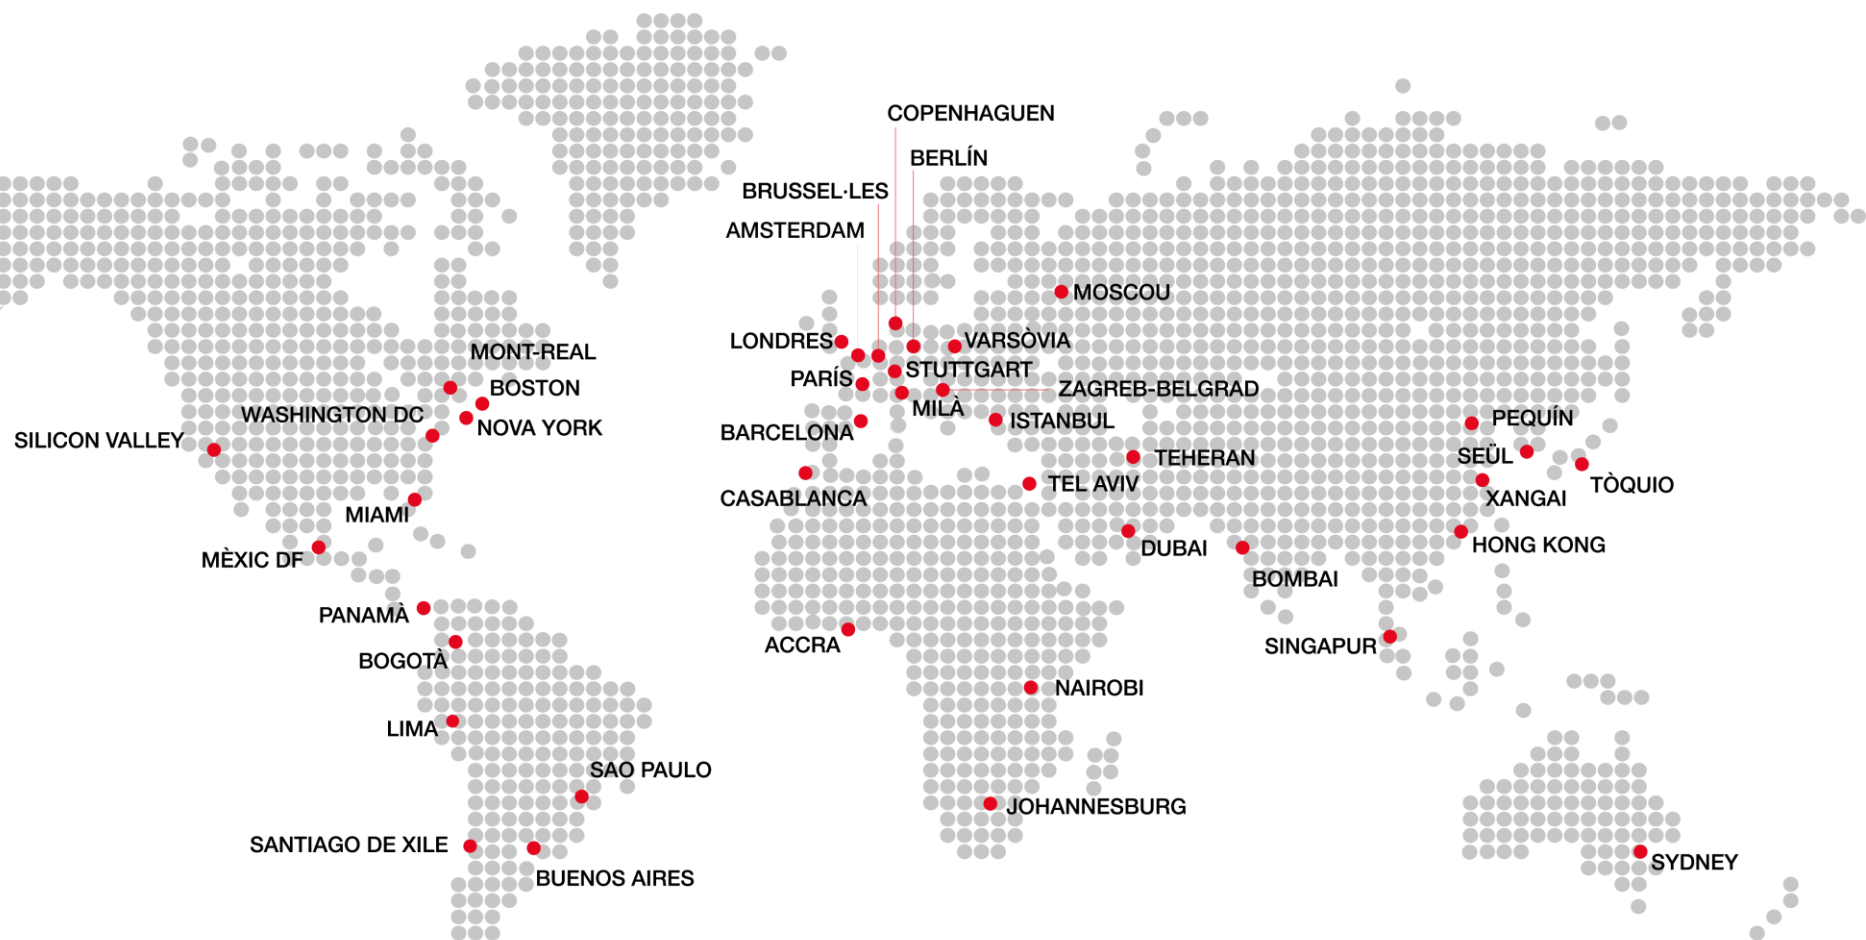 COPENHAGUEN
BERLÍN
BRUSSEL·LES
AMSTERDAM
MOSCOU
LONDRES
VARSÒVIA
MONT-REAL
STUTTGART
PARÍS
BOSTON
ZAGREB-BELGRAD
MILÀ
WASHINGTON DC
PEQUÍN
ISTANBUL
NOVA YORK
BARCELONA
SILICON VALLEY
SEÜL
TEHERAN
TEL AVIV
TÒQUIO
CASABLANCA
XANGAI
MIAMI
HONG KONG
DUBAI
MÈXIC DF
BOMBAI
PANAMÀ
ACCRA
SINGAPUR
BOGOTÀ
NAIROBI
LIMA
SAO PAULO
JOHANNESBURG
SANTIAGO DE XILE
SYDNEY
BUENOS AIRES